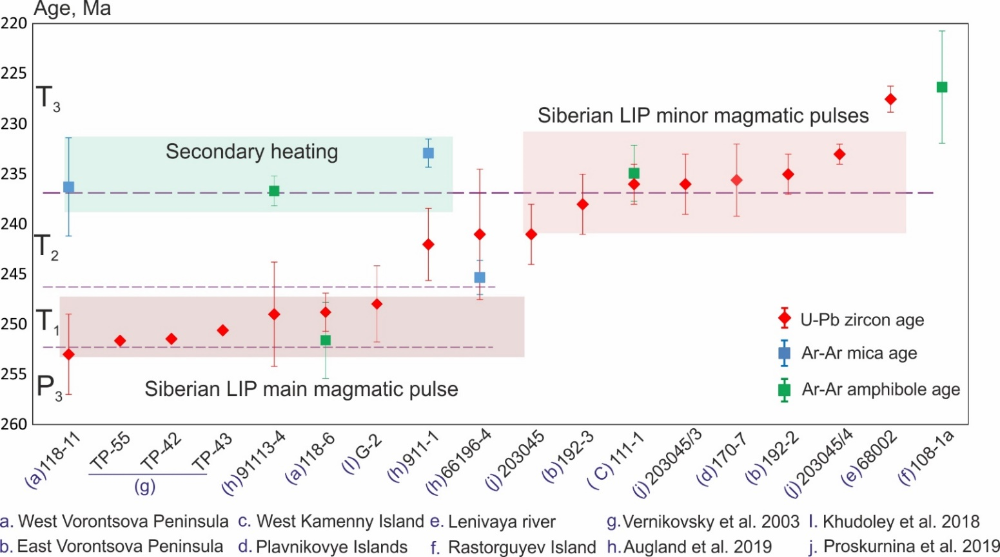 Age, Ma
220
225
T3
230
Siberian LIP minor magmatic pulses
Secondary heating
235
240
T2
245
250
T1
255
P3
Siberian LIP main magmatic pulse
260
U-Pb zircon age
Ar-Ar mica age
Ar-Ar amphibole age
(a)118-11
TP-55
TP-42
TP-43
(g)
(h)91113-4
(a)118-6
(l)G-2
(h)911-1
(h)66196-4
(j)203045
(b)192-3
( C) 111-1
(j)203045/3
(d)170-7
(b)192-2
(j)203045/4
(e)68002
(f)108-1a
a. West Vorontsova Peninsula c. West Kamenny Island e. Lenivaya river g. Vernikovsky et al. 2003 l. Khudoley et al. 2018
b. East Vorontsova Peninsula d. Plavnikovye Islands f. Rastorguyev Island h. Augland et al. 2019 j. Proskurnina et al. 2019